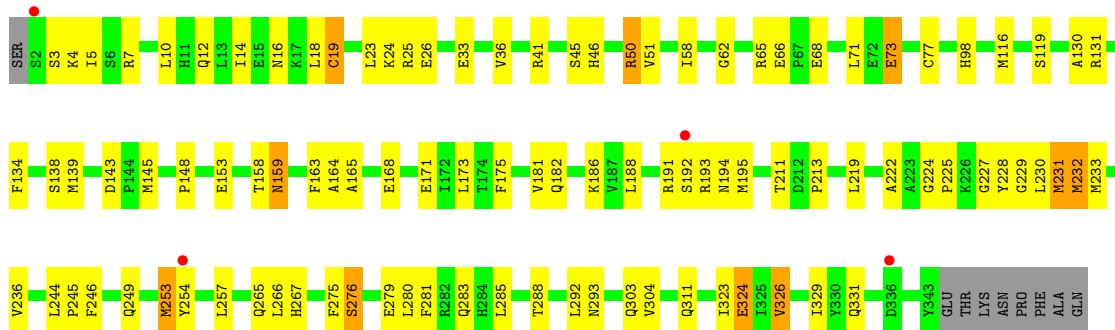 SER S2 S3 K4 I5 S6 R7 L10 H11 Q12 L13 I14 E15 N16 K17 L18 C19 L23 K24 R25 E26 E33 V36 R41 S45 H46 R50 V51 I58 G62 R65 E66 P67 E68 L71 E72 E73 C77 H98 M116 S119 A130 R131
F134 S138 M139 D143 P144 M145 P148 E153 T158 N159 F163 A164 A165 E168 E171 I172 L173 T174 F175 V181 Q182 K186 V187 L188 R191 S192 R193 N194 M195 T211 D212 P213 L219 A222 A223 G224 P225 K226 G227 Y228 G229 L230 M231 M232 M233
V236 L244 P245 F246 Q249 M253 Y254 L257 Q265 L266 H267 F275 S276 E279 L280 F281 R282 Q283 H284 L285 T288 L292 N293 Q303 V304 Q311 I323 E324 I325 V326 I329 Y330 Q331 D336 Y343 GLU THR LYS ASN PRO PHE ALA GLN